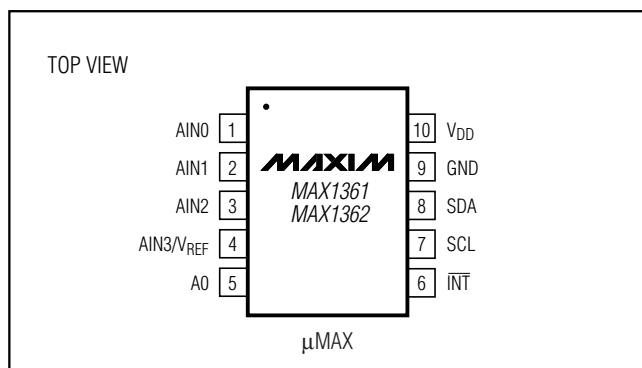 TOP VIEW
AIN0 1
AIN1 2
AIN2 3
AIN3/VREF 4
A0 5
MAXIM
MAX1361
MAX1362
10 VDD
9 GND
8 SDA
7 SCL
6 I̅N̅T̅
µMAX